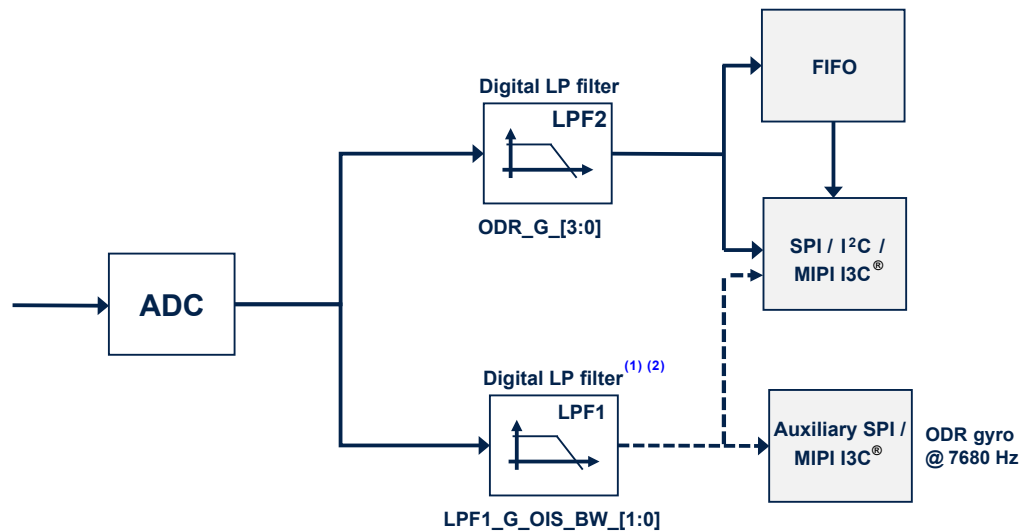 FIFO
Digital LP filter
LPF2
ODR_G_[3:0]
SPI / I²C /
MIPI I3C®
ADC
Digital LP filter (1) (2)
LPF1
LPF1_G_OIS_BW_[1:0]
Auxiliary SPI /
MIPI I3C®
ODR gyro
@ 7680 Hz